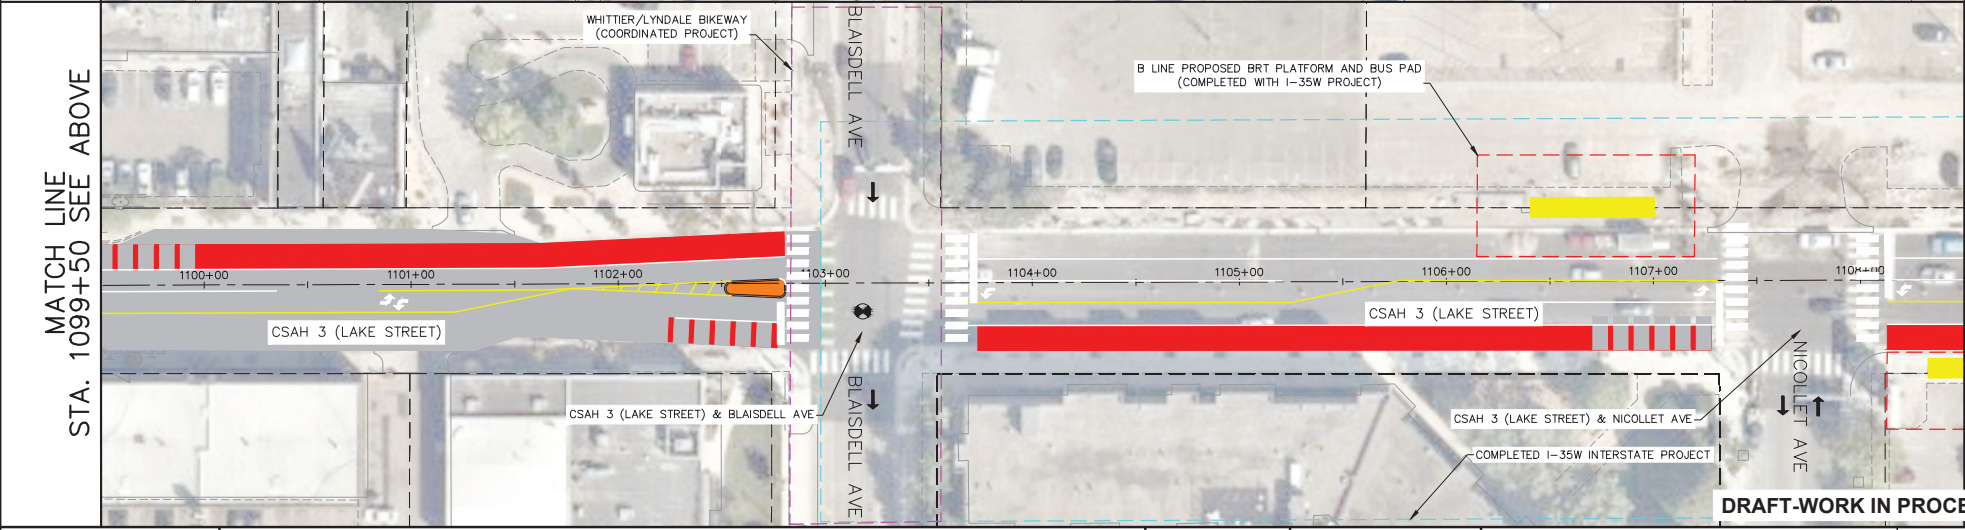 MATCH LINE
STA. 1099+50 SEE ABOVE
WHITTIER/LYNDALE BIKEWAY
(COORDINATED PROJECT)
BLAISDELL AVE
B LINE PROPOSED BRT PLATFORM AND BUS PAD
(COMPLETED WITH I-35W PROJECT)
1100+00
1101+00
1102+00
1103+00
1104+00
1105+00
1106+00
1107+00
1108+00
CSAH 3 (LAKE STREET)
CSAH 3 (LAKE STREET)
CSAH 3 (LAKE STREET) & BLAISDELL AVE
BLAISDELL AVE
CSAH 3 (LAKE STREET) & NICOLLET AVE
NICOLLET AVE
COMPLETED I-35W INTERSTATE PROJECT
DRAFT-WORK IN PROCE